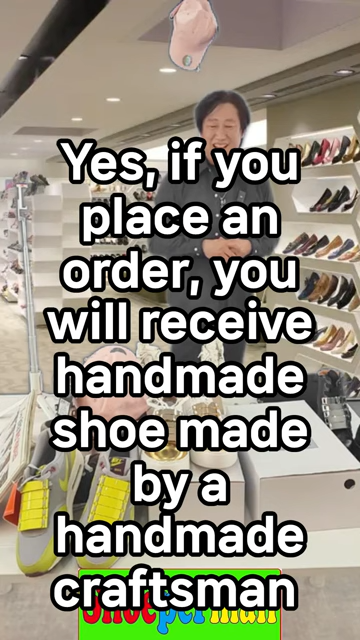 Yes, if you
place an
order, you
will receive
handmade
shoe made
by a
handmade
craftsman